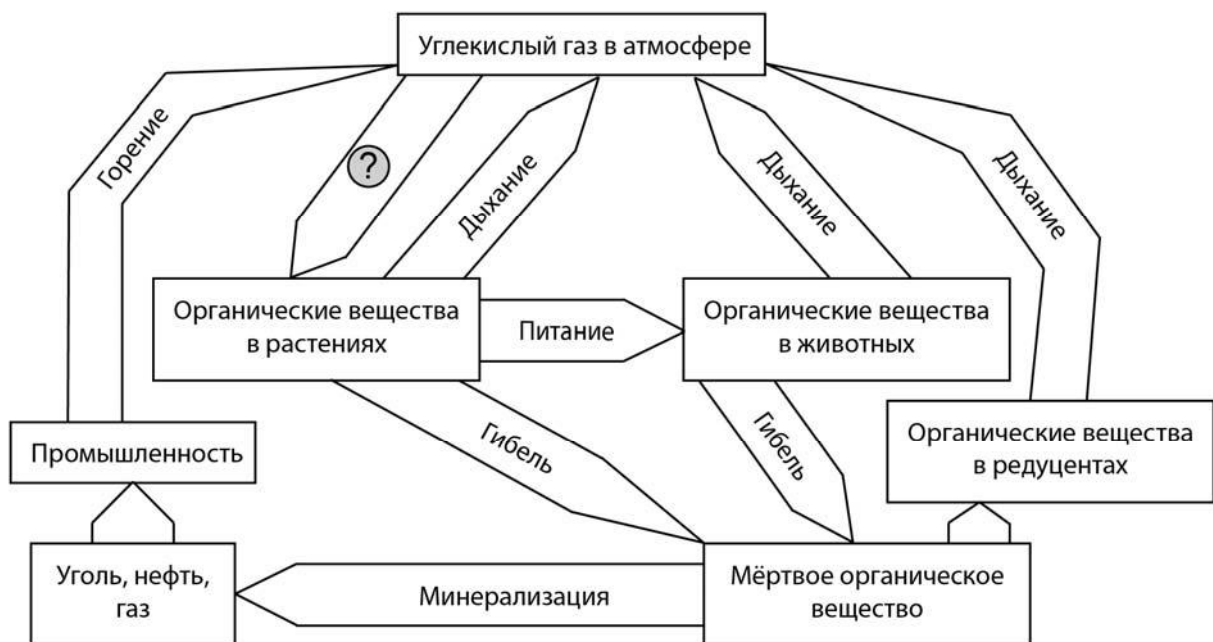 Углекислый газ в атмосфере
Горение
?
Дыхание
Дыхание
Дыхание
Органические вещества
в растениях
Питание
Органические вещества
в животных
Гибель
Гибель
Промышленность
Органические вещества
в редуцентах
Уголь, нефть,
газ
Минерализация
Мёртвое органическое
вещество